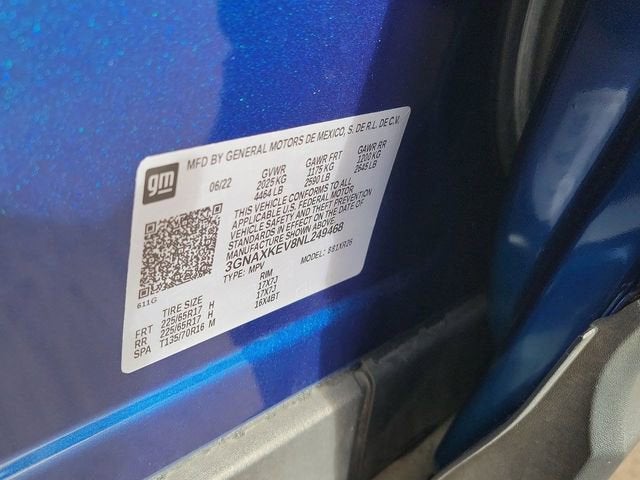 MFD BY GENERAL MOTORS DE MEXICO, S. DE R.L. DE C.V.
gm
06/22 GVWR GAWR FRT GAWR RR
2025 KG 1175 KG 1200 KG
4464 LB 2590 LB 2645 LB
THIS VEHICLE CONFORMS TO ALL
APPLICABLE U.S. FEDERAL MOTOR
VEHICLE SAFETY AND THEFT PREVENTION
STANDARDS IN EFFECT ON THE DATE OF
MANUFACTURE SHOWN ABOVE.
3GNAXKEV8NL249468
TYPE: MPV MODEL:
611G
TIRE SIZE RIM
FRT 225/65R17 H 17X7J
RR 225/65R17 H 17X7J
SPA T135/70R16 M 16X4BT